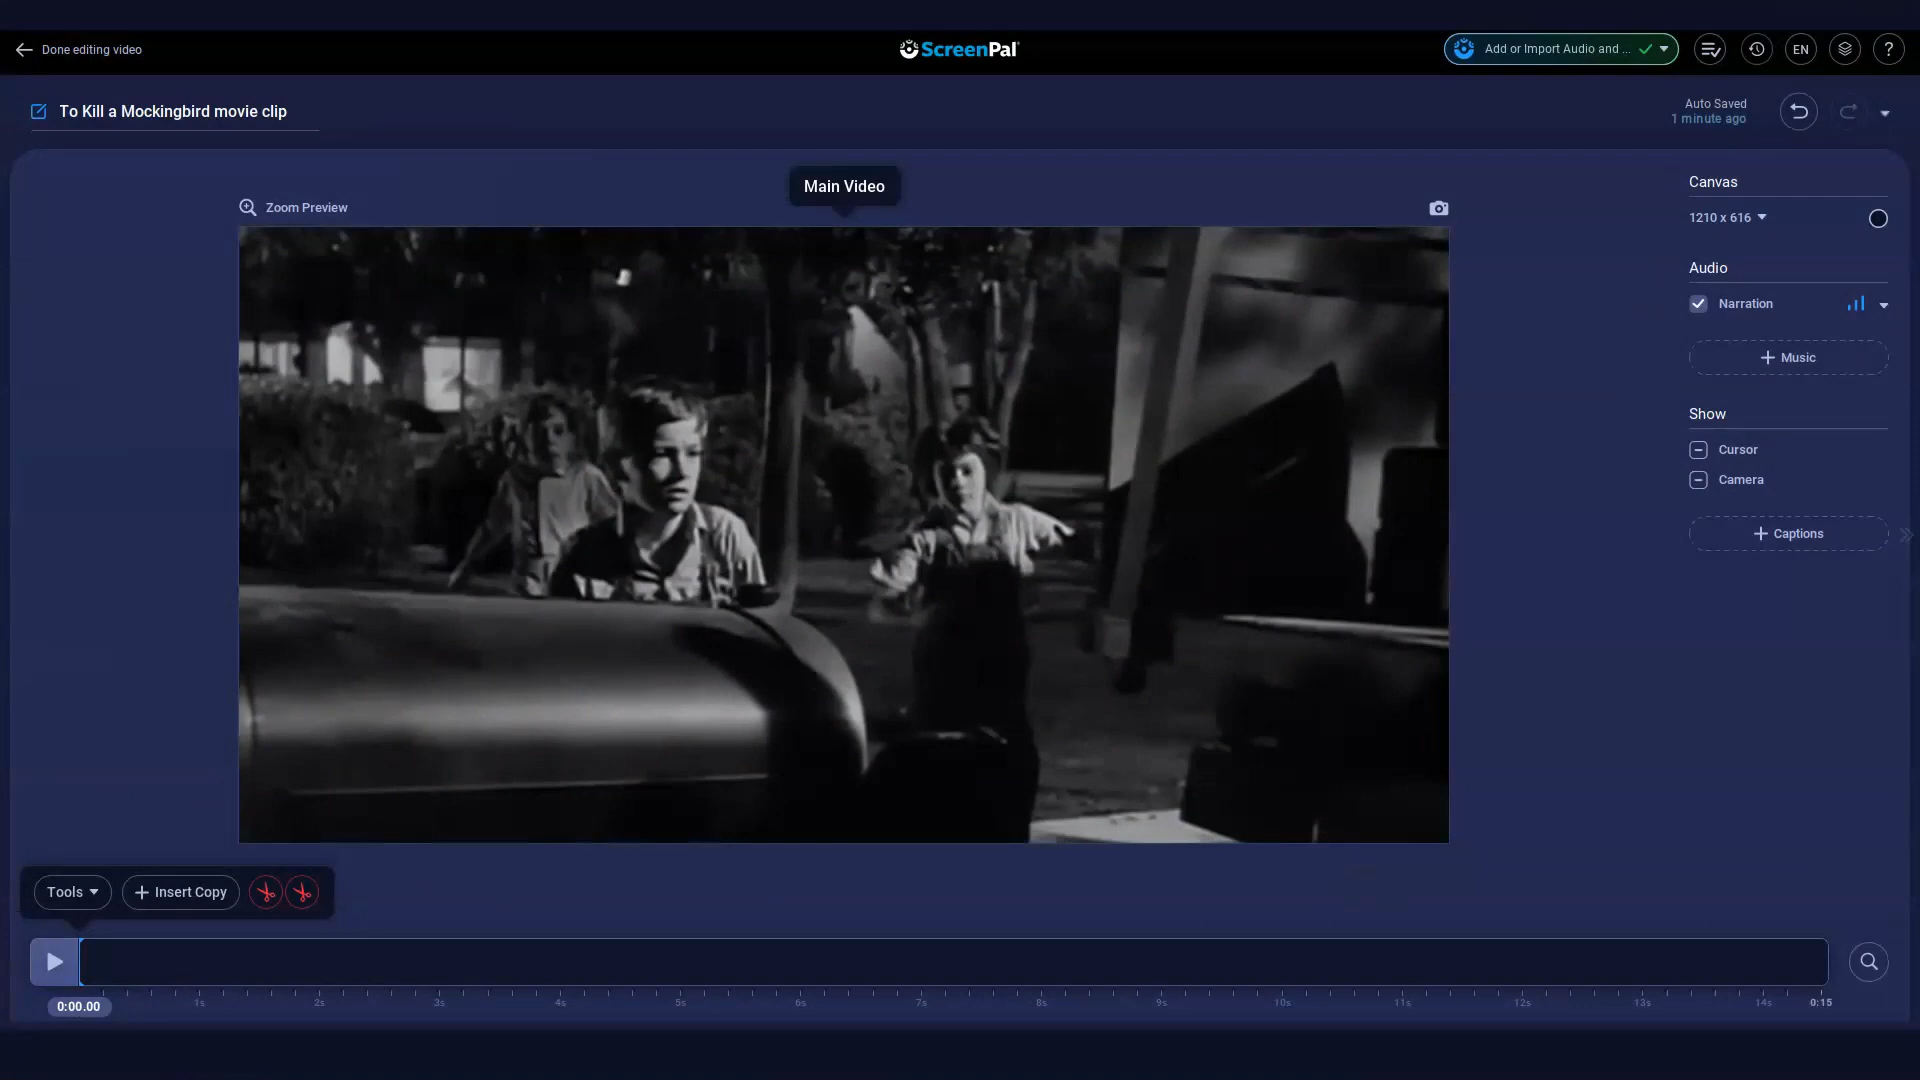 Done editing video
ScreenPal
Add or Import Audio and ...
EN
?
To Kill a Mockingbird movie clip
Auto Saved
1 minute ago
Main Video
Zoom Preview
Canvas
1210 x 616
Audio
Narration
+ Music
Show
Cursor
Camera
+ Captions
Tools
+ Insert Copy
0:00.00
1s 2s 3s 4s 5s 6s 7s 8s 9s 10s 11s 12s 13s 14s 0:15